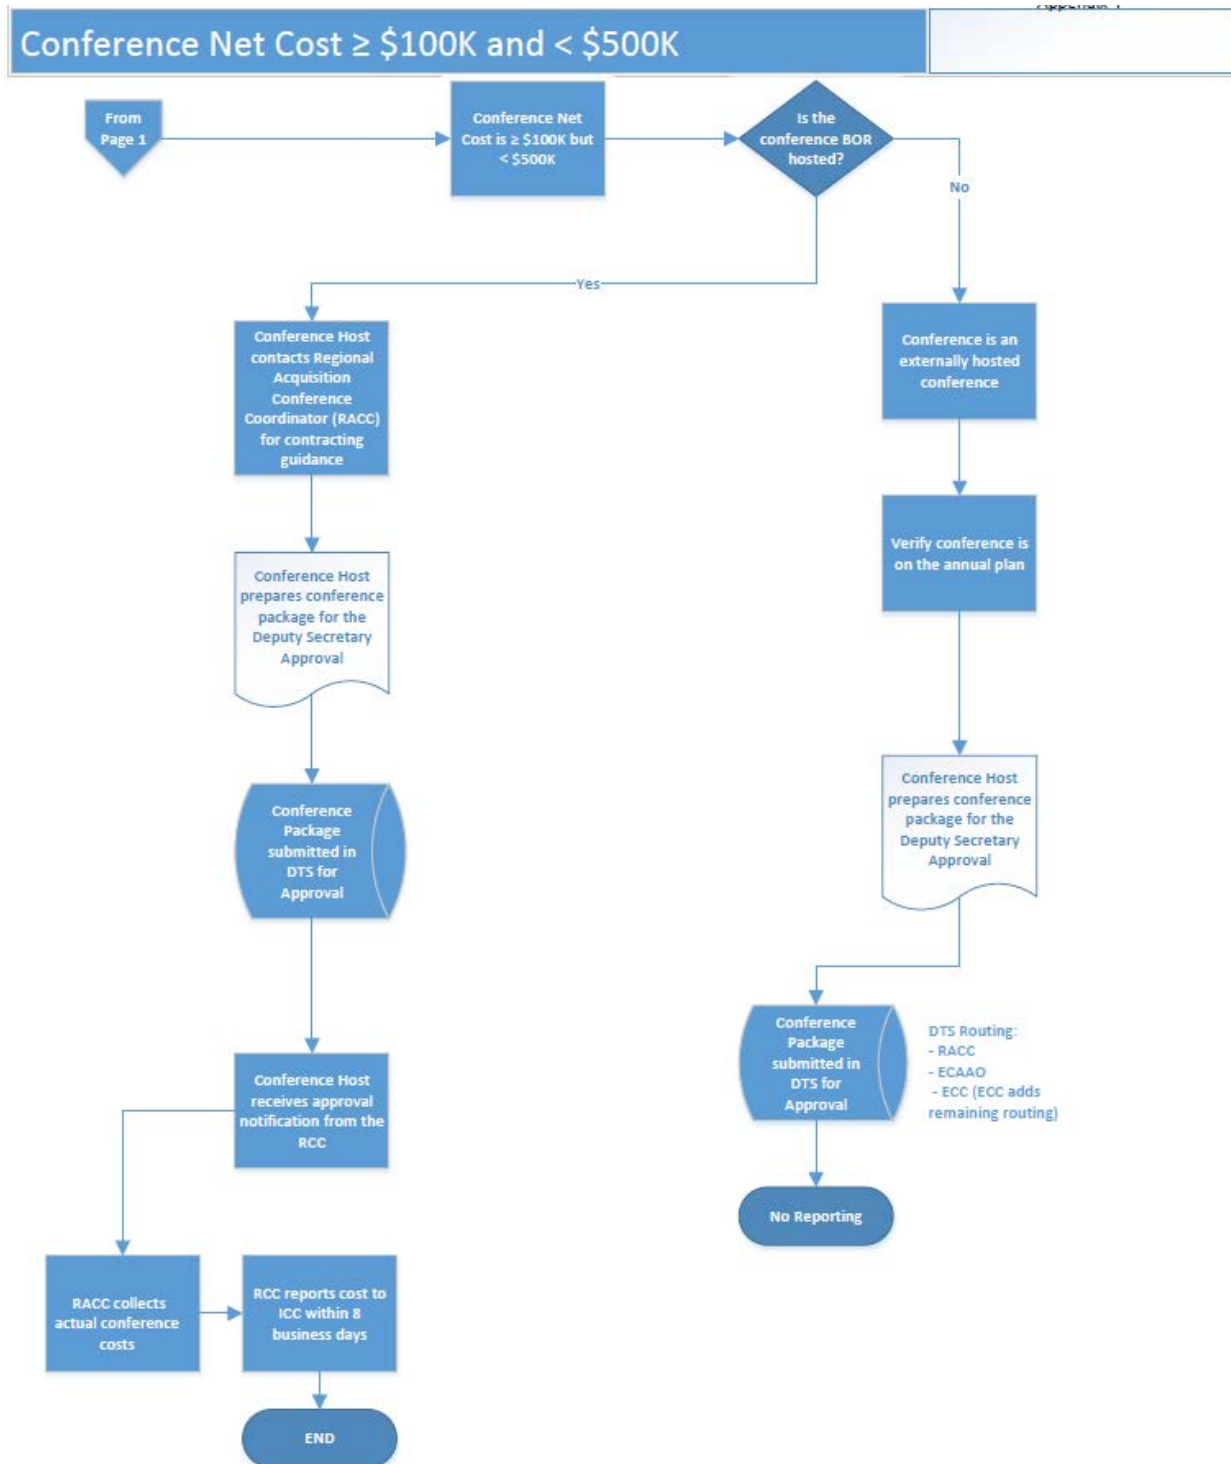 Conference Net Cost ≥ $100K and < $500K
From
Page 1
Conference Net
Cost is ≥ $100K but
< $500K
Is the
conference BOR
hosted?
No
Yes
Conference Host
contacts Regional
Acquisition
Conference
Coordinator (RACC)
for contracting
guidance
Conference is an
externally hosted
conference
Verify conference is
on the annual plan
Conference Host
prepares conference
package for the
Deputy Secretary
Approval
Conference Host
prepares conference
package for the
Deputy Secretary
Approval
Conference
Package
submitted in
DTS for
Approval
Conference
Package
submitted in
DTS for
Approval
DTS Routing:
- RACC
- ECAAO
- ECC (ECC adds
remaining routing)
Conference Host
receives approval
notification from the
RCC
No Reporting
RACC collects
actual conference
costs
RCC reports cost to
ICC within 8
business days
END